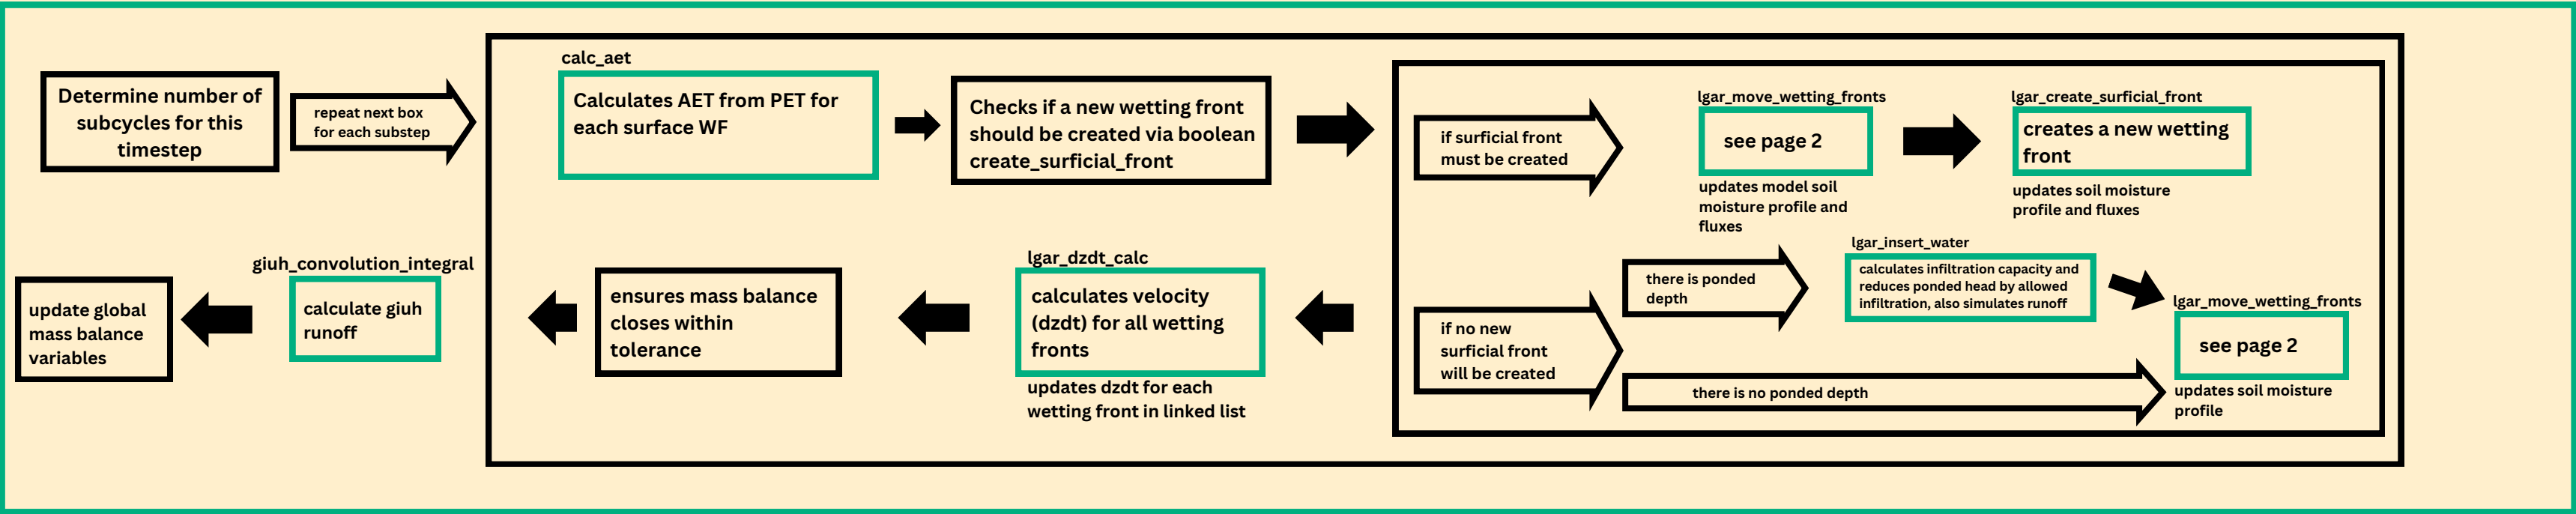 Determine number of
subcycles for this
timestep
repeat next box
for each substep
calc_aet
Calculates AET from PET for
each surface WF
Checks if a new wetting front
should be created via boolean
create_surficial_front
if surficial front
must be created
lgar_move_wetting_fronts
see page 2
updates model soil
moisture profile and
fluxes
lgar_create_surficial_front
creates a new wetting
front
updates soil moisture
profile and fluxes
if no new
surficial front
will be created
there is ponded
depth
lgar_insert_water
calculates infiltration capacity and
reduces ponded head by allowed
infiltration, also simulates runoff
there is no ponded depth
lgar_move_wetting_fronts
see page 2
updates soil moisture
profile
lgar_dzdt_calc
calculates velocity
(dzdt) for all wetting
fronts
updates dzdt for each
wetting front in linked list
ensures mass balance
closes within
tolerance
giuh_convolution_integral
calculate giuh
runoff
update global
mass balance
variables